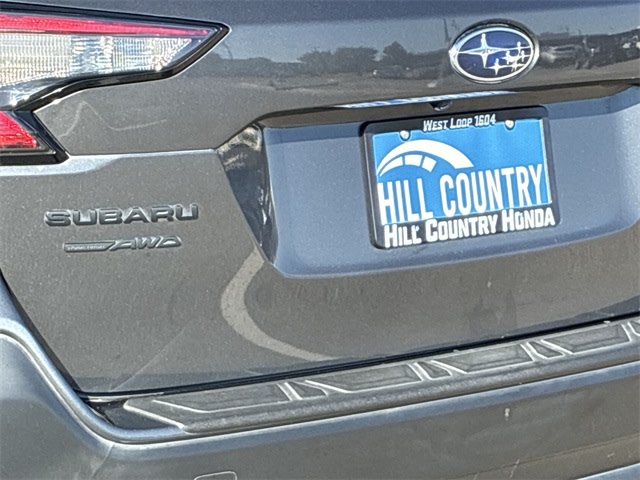 West Loop 1604
HILL COUNTRY
Hill Country Honda
SUBARU
AWD